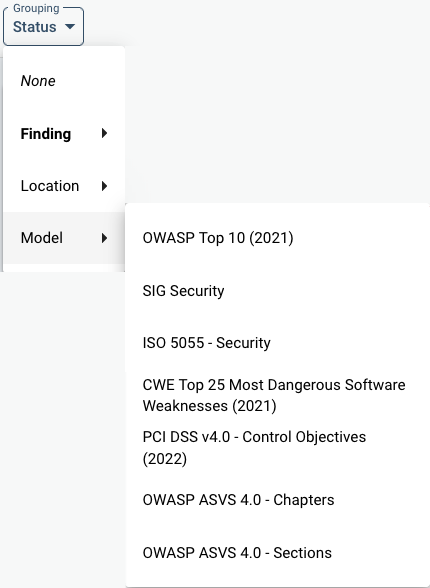 Grouping
Status
None
Finding
Location
Model
OWASP Top 10 (2021)
SIG Security
ISO 5055 - Security
CWE Top 25 Most Dangerous Software
Weaknesses (2021)
PCI DSS v4.0 - Control Objectives
(2022)
OWASP ASVS 4.0 - Chapters
OWASP ASVS 4.0 - Sections